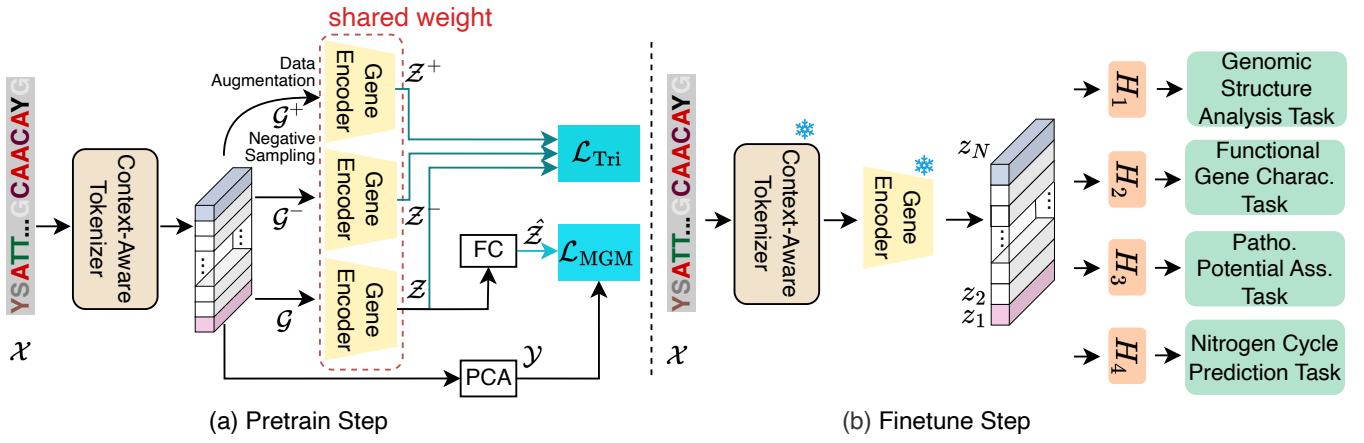 shared weight
Data
Augmentation
𝒢⁺
Gene
Encoder
𝒵⁺
Negative
Sampling
YSATT...GCAACAYG
Context-Aware
Tokenizer
⋮
⋮
𝒢⁻
Gene
Encoder
𝒵⁻
ℒ_Tri
𝒢
Gene
Encoder
𝒵
FC
𝒵̂
ℒ_MGM
𝒳
PCA
𝒴
(a) Pretrain Step
YSATT...GCAACAYG
𝒳
Context-Aware
Tokenizer
Gene
Encoder
z_N
⋮
⋮
z_2
z_1
H_1
Genomic
Structure
Analysis Task
H_2
Functional
Gene Charac.
Task
H_3
Patho.
Potential Ass.
Task
H_4
Nitrogen Cycle
Prediction Task
(b) Finetune Step